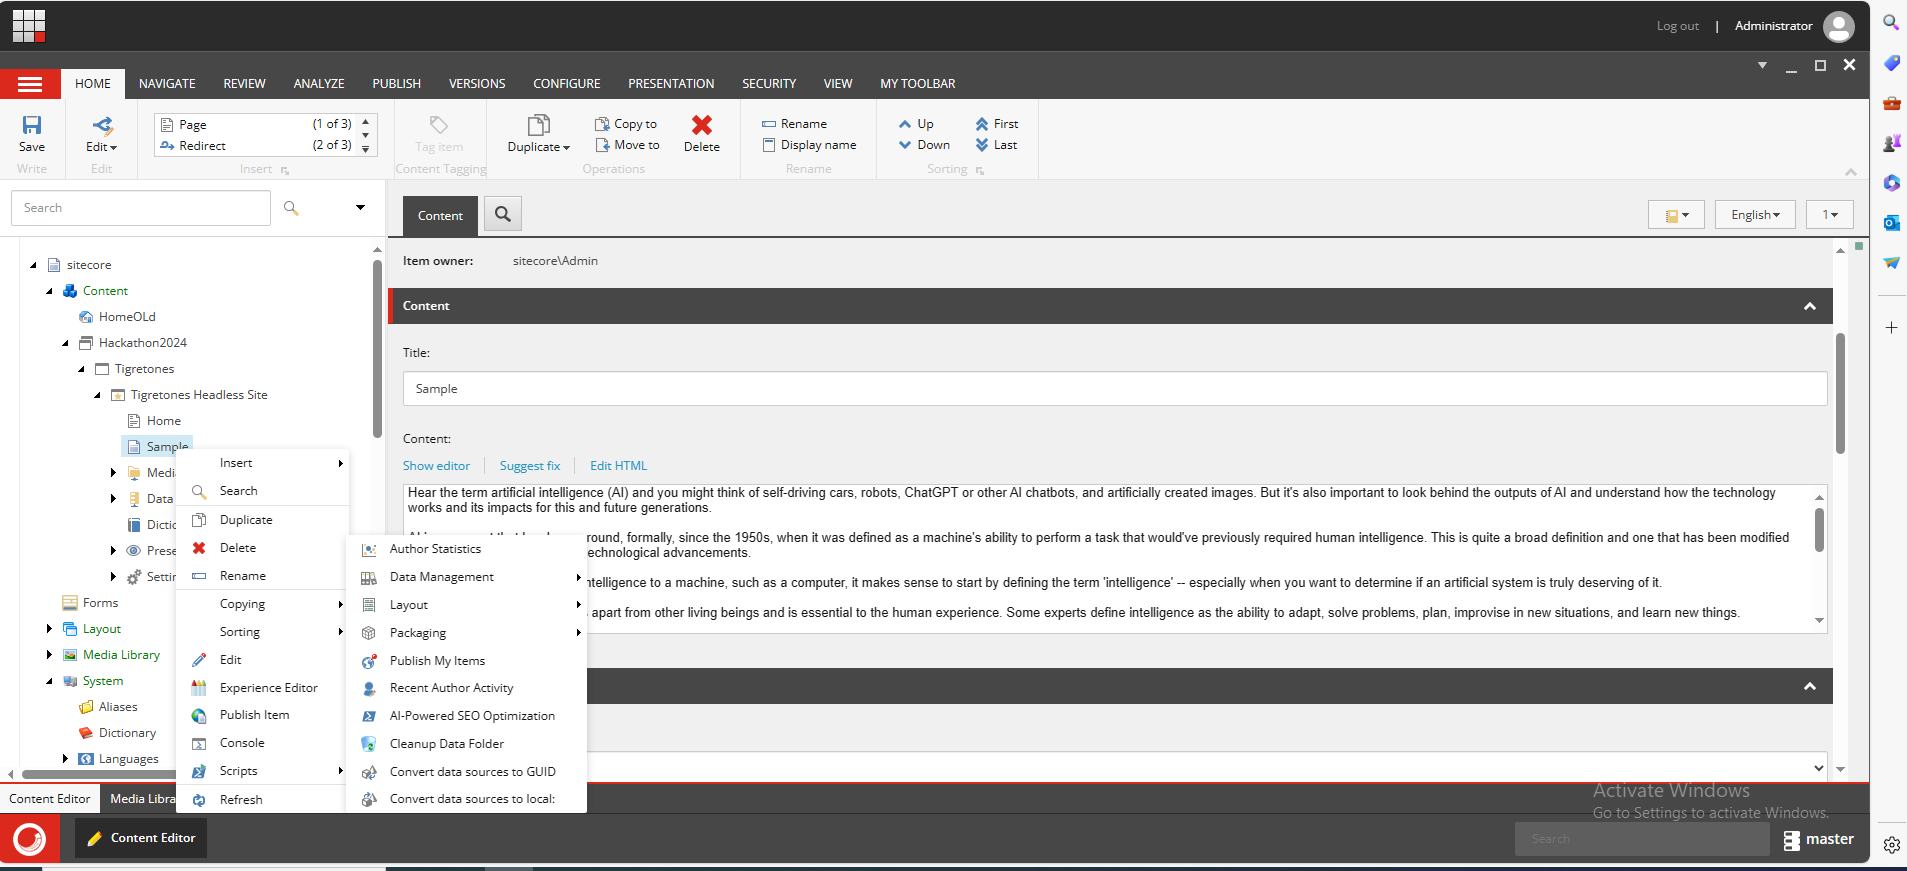 Log out | Administrator
HOME NAVIGATE REVIEW ANALYZE PUBLISH VERSIONS CONFIGURE PRESENTATION SECURITY VIEW MY TOOLBAR
Page (1 of 3)
Redirect (2 of 3)
Save
Edit
Tag item
Duplicate
Copy to
Move to
Delete
Rename
Display name
Up
Down
First
Last
Write
Edit
Insert
Content Tagging
Operations
Rename
Sorting
Search
Content
English
1
sitecore
Content
HomeOLd
Hackathon2024
Tigretones
Tigretones Headless Site
Home
Sample
Medi
Data
Dictio
Prese
Settir
Forms
Layout
Media Library
System
Aliases
Dictionary
Languages
Insert
Search
Duplicate
Delete
Rename
Copying
Sorting
Edit
Experience Editor
Publish Item
Console
Scripts
Refresh
Author Statistics
Data Management
Layout
Packaging
Publish My Items
Recent Author Activity
AI-Powered SEO Optimization
Cleanup Data Folder
Convert data sources to GUID
Convert data sources to local:
Item owner: sitecore\Admin
Content
Title:
Sample
Content:
Show editor Suggest fix Edit HTML
Hear the term artificial intelligence (AI) and you might think of self-driving cars, robots, ChatGPT or other AI chatbots, and artificially created images. But it's also important to look behind the outputs of AI and understand how the technology
works and its impacts for this and future generations.
round, formally, since the 1950s, when it was defined as a machine's ability to perform a task that would've previously required human intelligence. This is quite a broad definition and one that has been modified
echnological advancements.
ntelligence to a machine, such as a computer, it makes sense to start by defining the term 'intelligence' -- especially when you want to determine if an artificial system is truly deserving of it.
apart from other living beings and is essential to the human experience. Some experts define intelligence as the ability to adapt, solve problems, plan, improvise in new situations, and learn new things.
Activate Windows
Go to Settings to activate Windows.
Content Editor Media Libra
Content Editor
Search
master